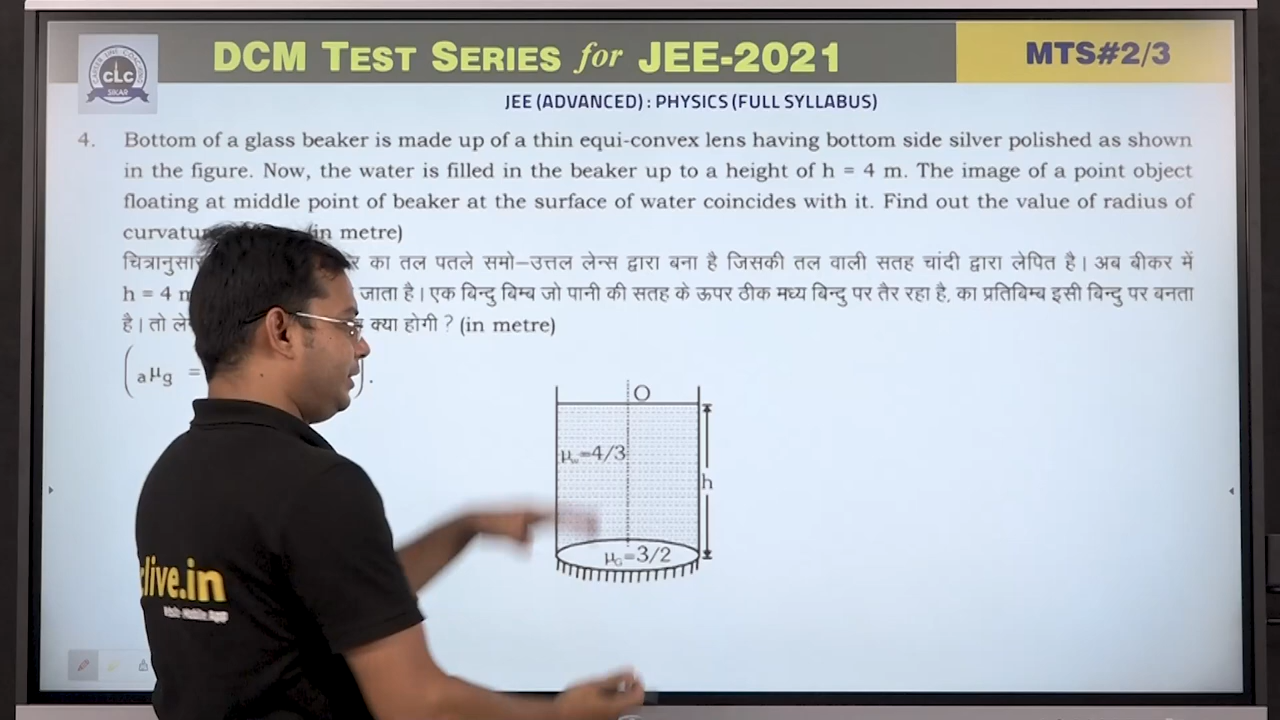 DCM TEST SERIES for JEE-2021
MTS#2/3
CLC
SIKAR
JEE (ADVANCED) : PHYSICS (FULL SYLLABUS)
4. Bottom of a glass beaker is made up of a thin equi-convex lens having bottom side silver polished as shown
in the figure. Now, the water is filled in the beaker up to a height of h = 4 m. The image of a point object
floating at middle point of beaker at the surface of water coincides with it. Find out the value of radius of
(in metre)
चित्रानुसार का तल पतले समो–उत्तल लेन्स द्वारा बना है जिसकी तल वाली सतह चांदी द्वारा लेपित है। अब बीकर में
h = 4 जाता है। एक बिन्दु बिम्ब जो पानी की सतह के ऊपर ठीक मध्य बिन्दु पर तैर रहा है, का प्रतिबिम्ब इसी बिन्दु पर बनता
है। तो क्या होगी ? (in metre)
(aμg = ).
O
μw=4/3
h
μG=3/2
live.in